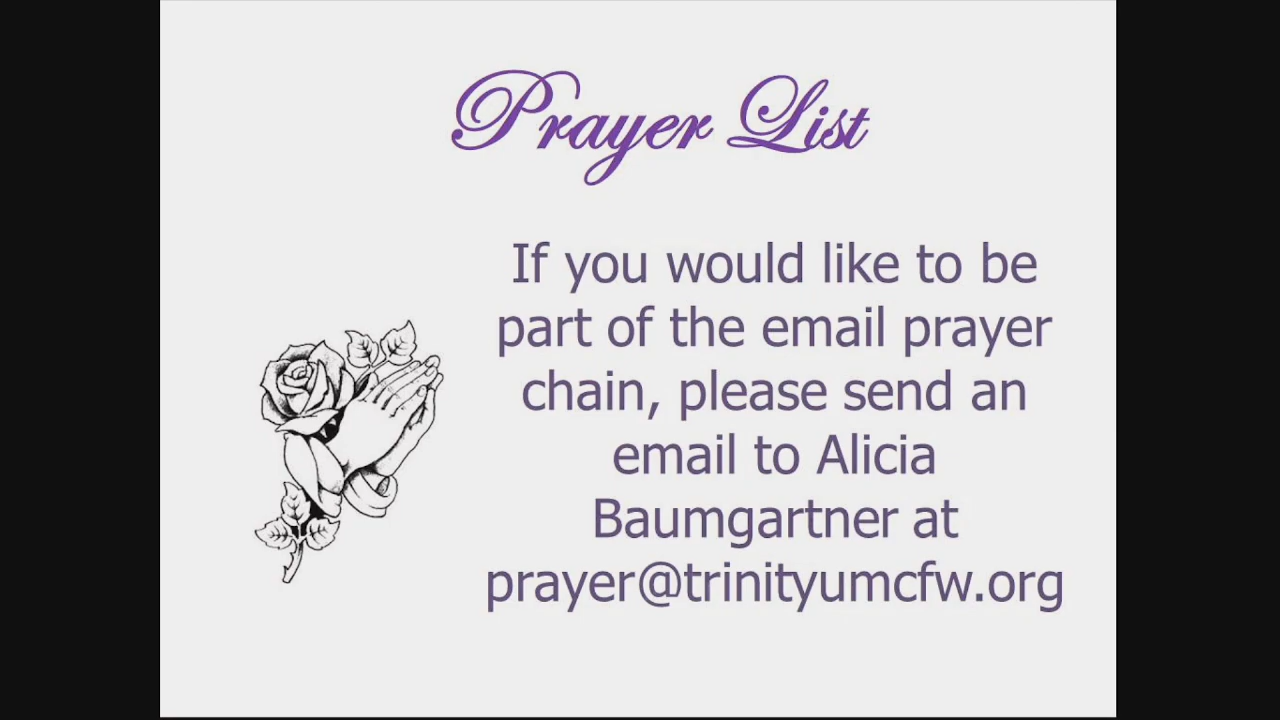 Prayer List
If you would like to be
part of the email prayer
chain, please send an
email to Alicia
Baumgartner at
prayer@trinityumcfw.org